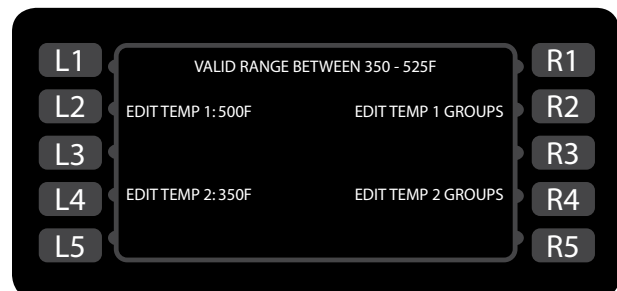 L1 VALID RANGE BETWEEN 350 - 525F R1
L2 EDIT TEMP 1: 500F EDIT TEMP 1 GROUPS R2
L3 R3
L4 EDIT TEMP 2: 350F EDIT TEMP 2 GROUPS R4
L5 R5